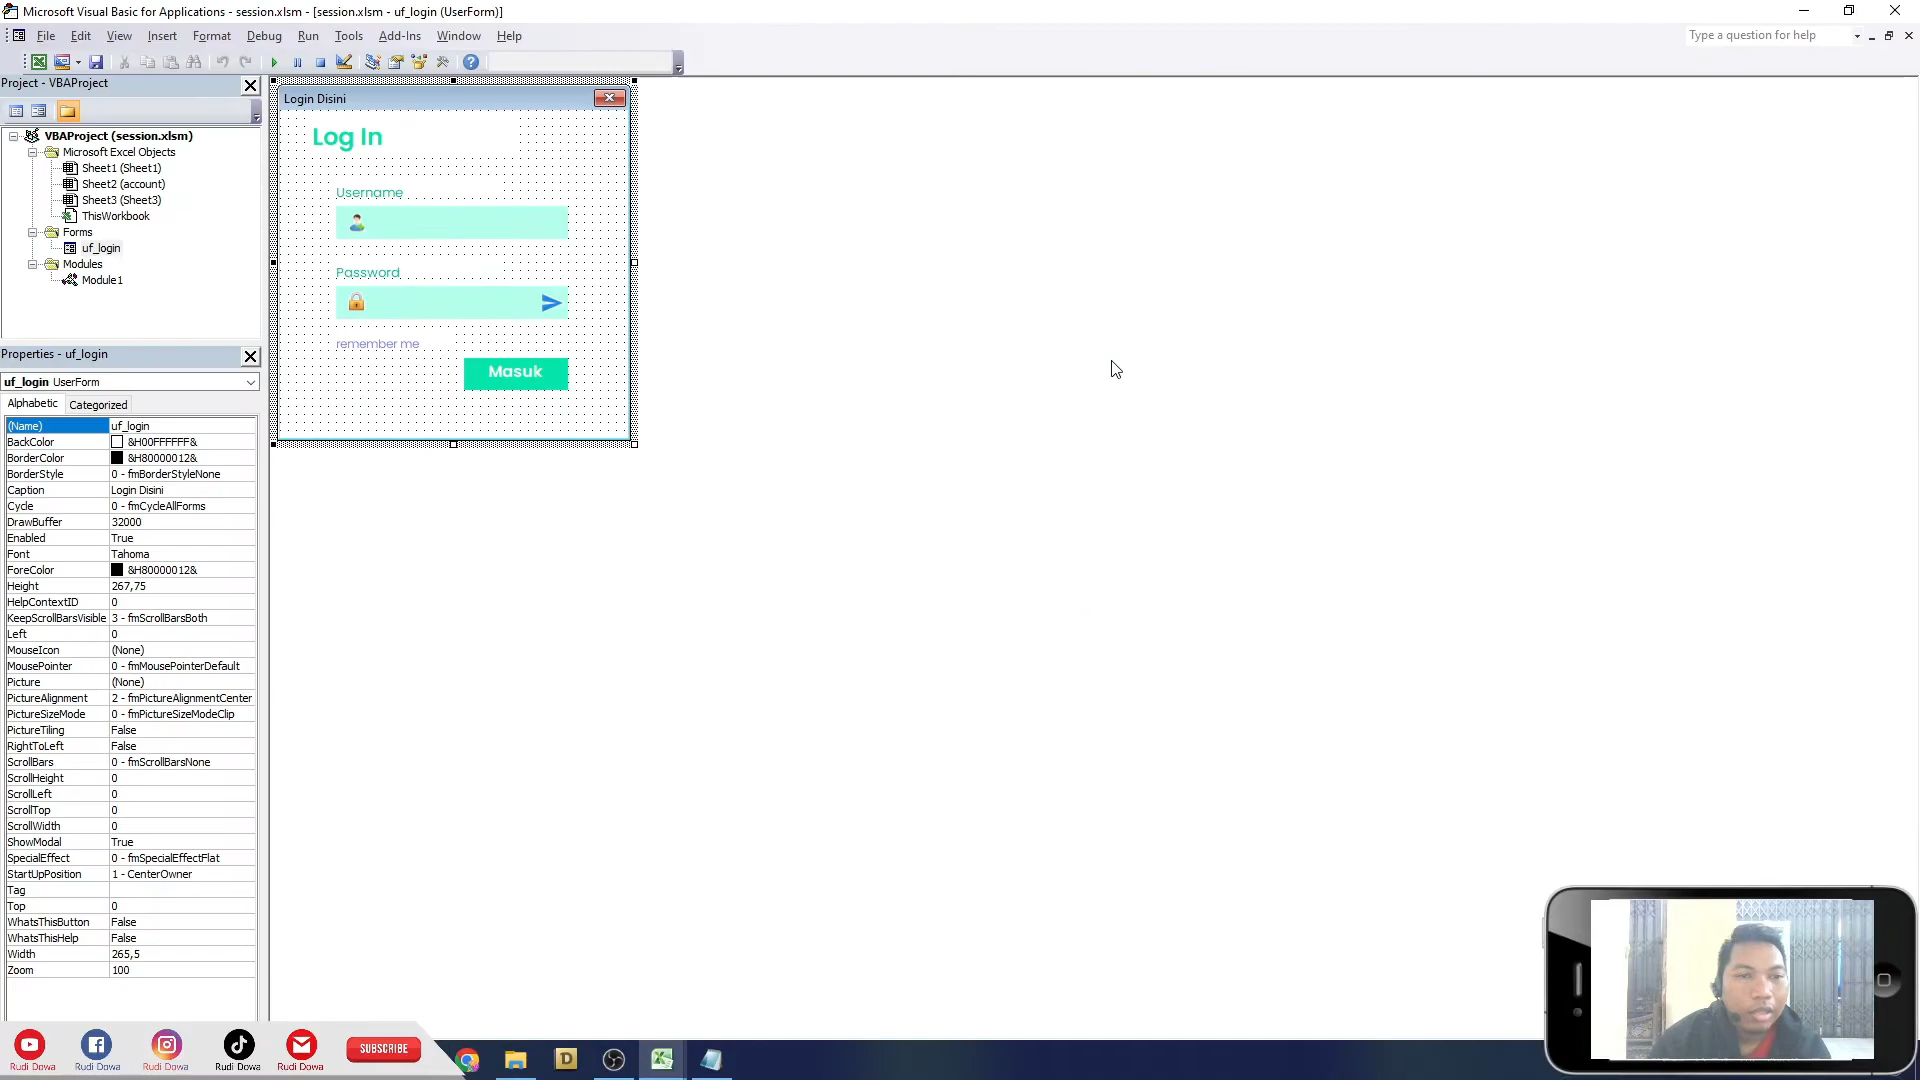 Microsoft Visual Basic for Applications - session.xlsm - [session.xlsm - uf_login (UserForm)]
File Edit View Insert Format Debug Run Tools Add-Ins Window Help
Type a question for help
Project - VBAProject
VBAProject (session.xlsm)
Microsoft Excel Objects
Sheet1 (Sheet1)
Sheet2 (account)
Sheet3 (Sheet3)
ThisWorkbook
Forms
uf_login
Modules
Module1
Login Disini
Log In
Username
Password
remember me
Masuk
Properties - uf_login
uf_login UserForm
Alphabetic Categorized
(Name) uf_login
BackColor &H00FFFFFF&
BorderColor &H80000012&
BorderStyle 0 - fmBorderStyleNone
Caption Login Disini
Cycle 0 - fmCycleAllForms
DrawBuffer 32000
Enabled True
Font Tahoma
ForeColor &H80000012&
Height 267,75
HelpContextID 0
KeepScrollBarsVisible 3 - fmScrollBarsBoth
Left 0
MouseIcon (None)
MousePointer 0 - fmMousePointerDefault
Picture (None)
PictureAlignment 2 - fmPictureAlignmentCenter
PictureSizeMode 0 - fmPictureSizeModeClip
PictureTiling False
RightToLeft False
ScrollBars 0 - fmScrollBarsNone
ScrollHeight 0
ScrollLeft 0
ScrollTop 0
ScrollWidth 0
ShowModal True
SpecialEffect 0 - fmSpecialEffectFlat
StartUpPosition 1 - CenterOwner
Tag
Top 0
WhatsThisButton False
WhatsThisHelp False
Width 265,5
Zoom 100
Rudi Dowa Rudi Dowa Rudi Dowa Rudi Dowa Rudi Dowa
SUBSCRIBE
D